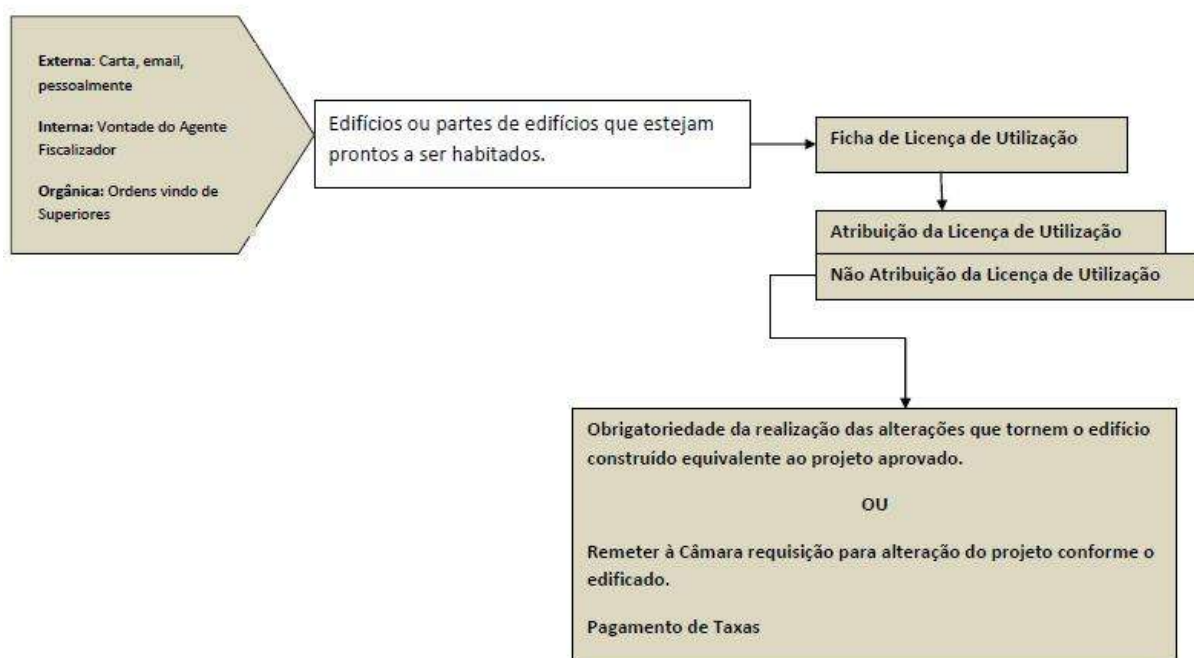 Externa: Carta, email,
pessoalmente
Interna: Vontade do Agente
Fiscalizador
Orgânica: Ordens vindo de
Superiores
Edifícios ou partes de edifícios que estejam
prontos a ser habitados.
Ficha de Licença de Utilização
Atribuição da Licença de Utilização
Não Atribuição da Licença de Utilização
Obrigatoriedade da realização das alterações que tornem o edifício
construído equivalente ao projeto aprovado.
OU
Remeter à Câmara requisição para alteração do projeto conforme o
edificado.
Pagamento de Taxas